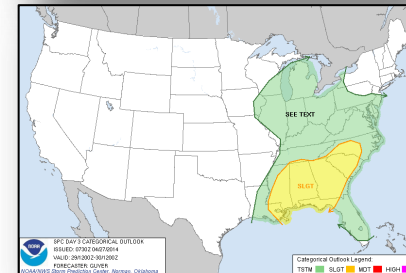 SEE TEXT
SLGT
SPC DAY 3 CATEGORICAL OUTLOOK
ISSUED: 0730Z 04/27/2014
VALID: 29/1200Z-30/1200Z
FORECASTER: GUYER
NOAA/NWS Storm Prediction Center, Norman, Oklahoma
NOAA
Categorical Outlook Legend:
TSTM SLGT MDT HIGH